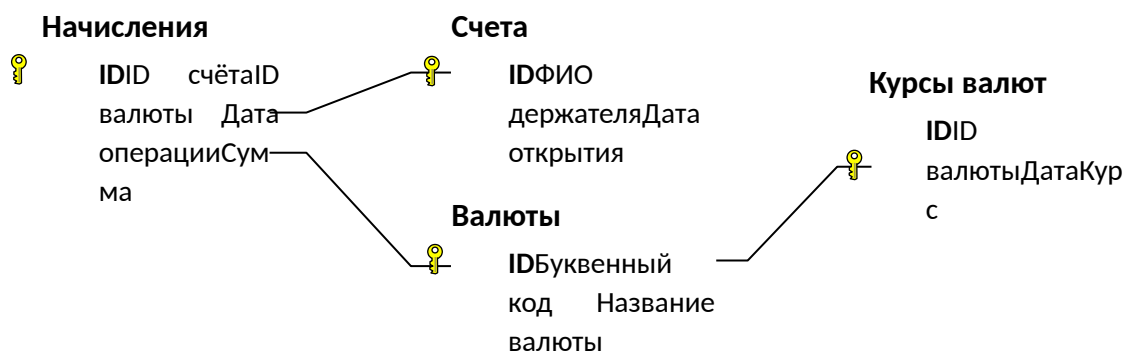 Начисления
IDID счётаID
валюты Дата
операцииСум
ма
Счета
IDФИО
держателяДата
открытия
Валюты
IDБуквенный
код Название
валюты
Курсы валют
IDID
валютыДатаКур
с